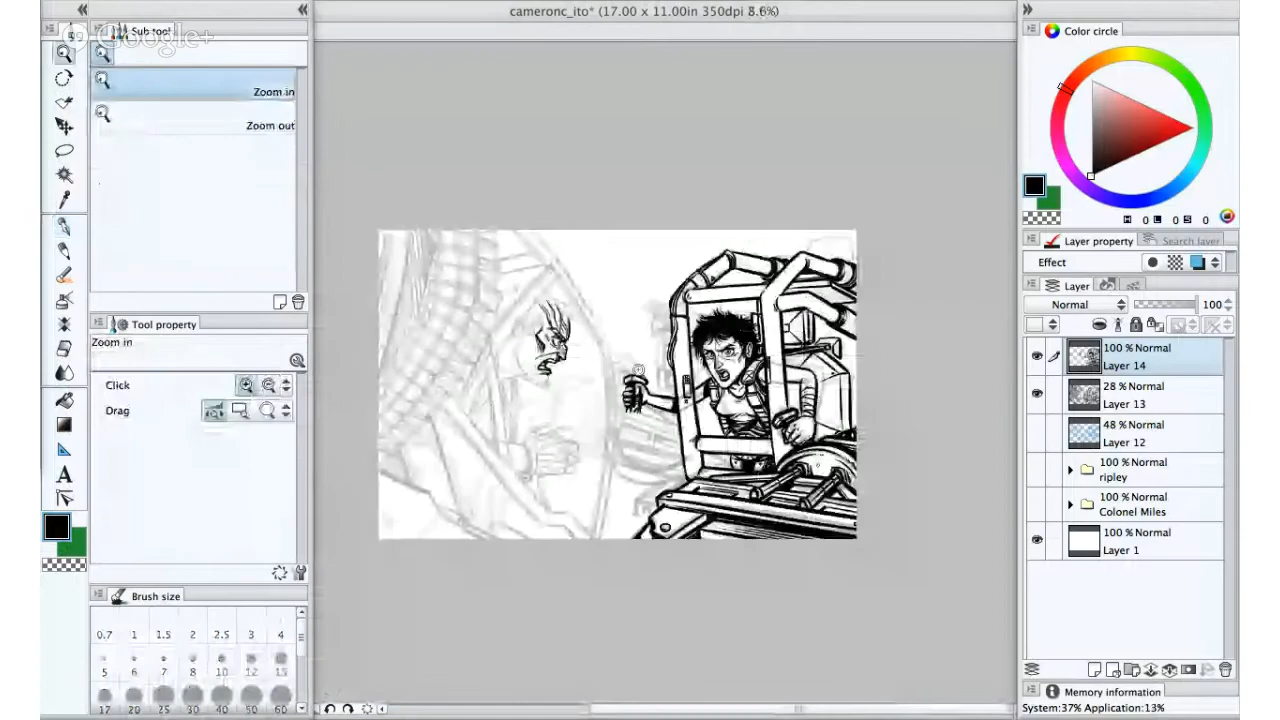 cameronc_ito* (17.00 x 11.00in 350dpi 8.6%)
Google+
Sub tool
Zoom in
Zoom out
Tool property
Zoom in
Click
Drag
Brush size
0.7 1 1.5 2 2.5 3 4
5 6 7 8 10 12 15
17 20 25 30 40 50 60
Color circle
H 0 L 0 S 0
Layer property
Search layer
Effect
Layer
Normal 100
100 % Normal
Layer 14
28 % Normal
Layer 13
48 % Normal
Layer 12
100 % Normal
ripley
100 % Normal
Colonel Miles
100 % Normal
Layer 1
A
Memory information
System:37% Application:13%